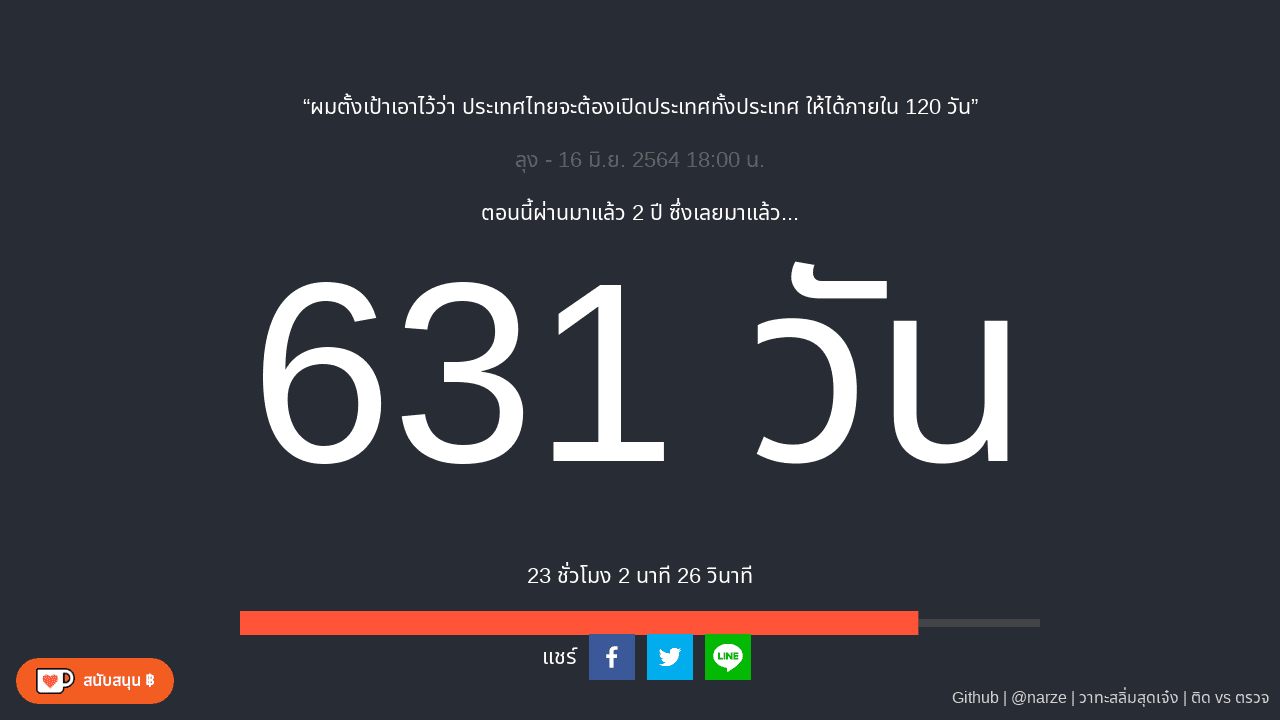 “ผมตั้งเป้าเอาไว้ว่า ประเทศไทยจะต้องเปิดประเทศทั้งประเทศ ให้ได้ภายใน 120 วัน”
ลุง - 16 มิ.ย. 2564 18:00 น.
ตอนนี้ผ่านมาแล้ว 2 ปี ซึ่งเลยมาแล้ว...
631 วัน
23 ชั่วโมง 2 นาที 26 วินาที
แชร์
LINE
สนับสนุน ฿
Github | @narze | วาทะสลิ่มสุดเจ๋ง | ติด vs ตรวจ